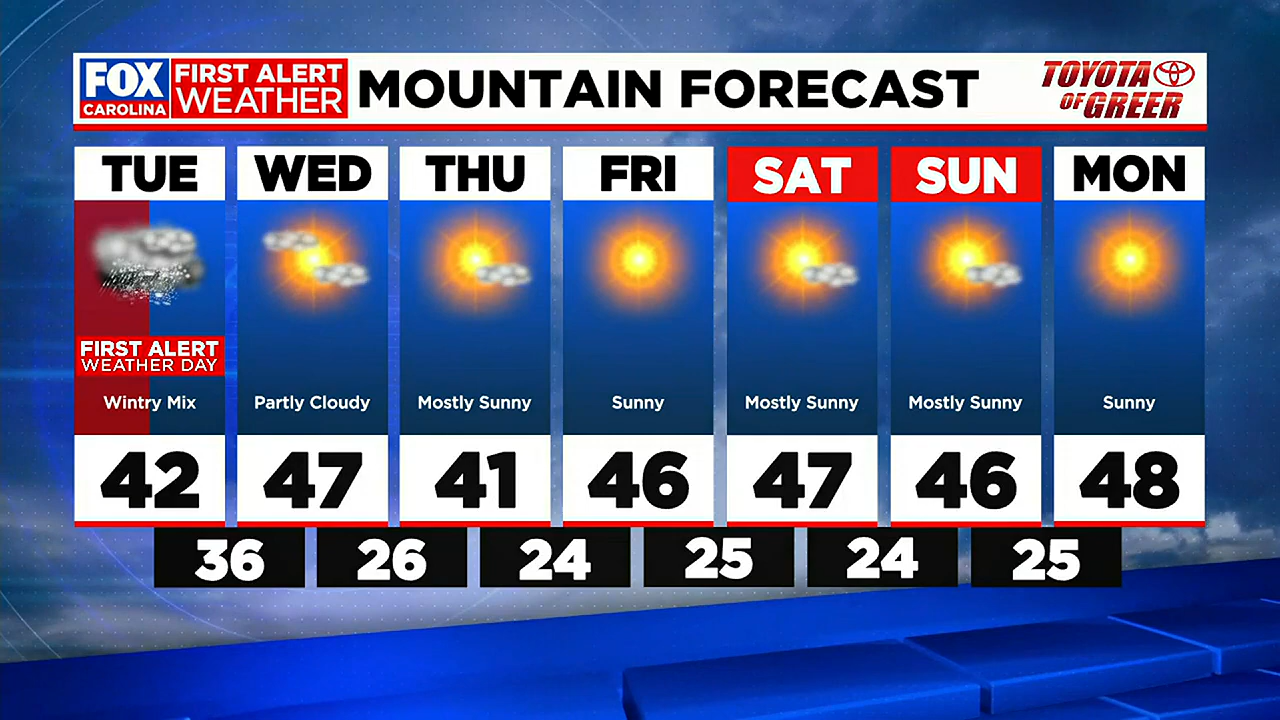 FOX
CAROLINA
FIRST ALERT
WEATHER
MOUNTAIN FORECAST
TOYOTA
OF GREER
TUE WED THU FRI SAT SUN MON
FIRST ALERT
WEATHER DAY
Wintry Mix Partly Cloudy Mostly Sunny Sunny Mostly Sunny Mostly Sunny Sunny
42 47 41 46 47 46 48
36 26 24 25 24 25